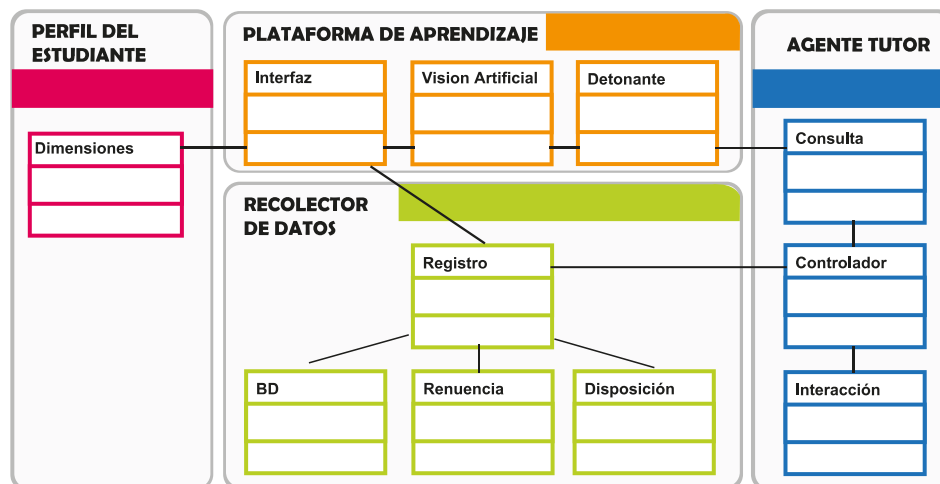 PERFIL DEL
ESTUDIANTE
Dimensiones
PLATAFORMA DE APRENDIZAJE
Interfaz
Vision Artificial
Detonante
RECOLECTOR
DE DATOS
Registro
BD
Renuencia
Disposición
AGENTE TUTOR
Consulta
Controlador
Interacción